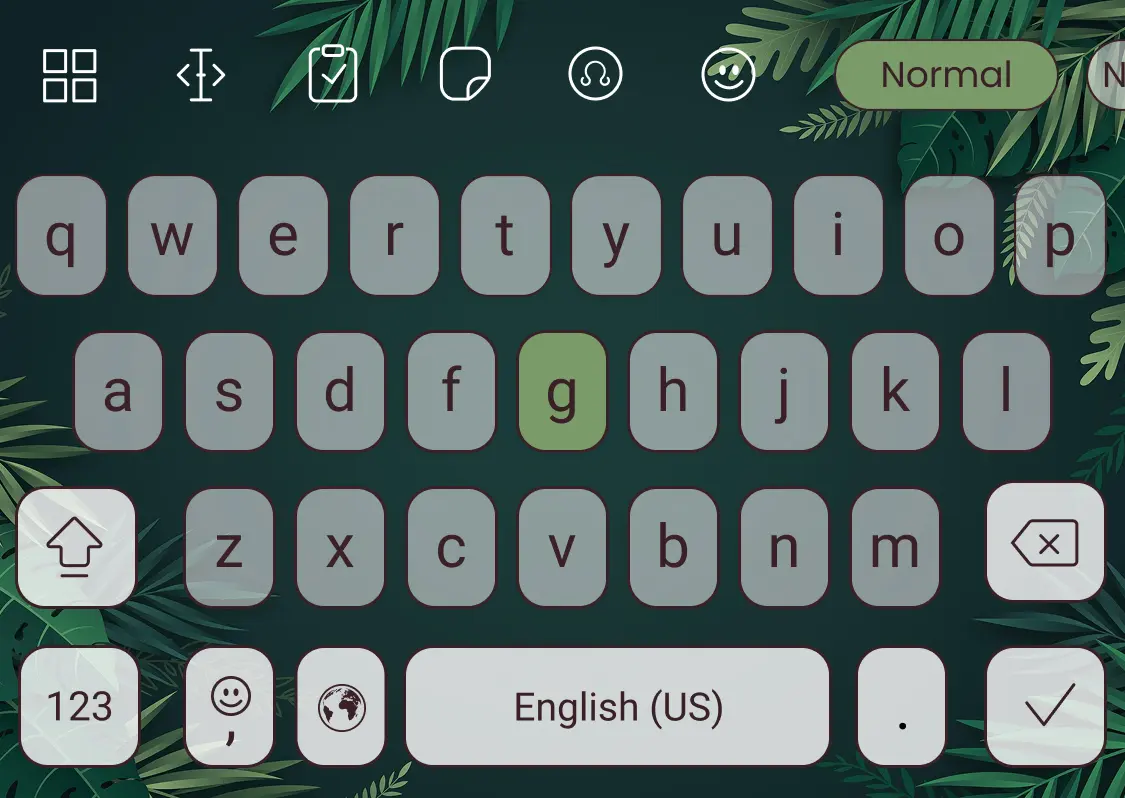 Normal N
q w e r t y u i o p
a s d f g h j k l
z x c v b n m
123 , English (US) .